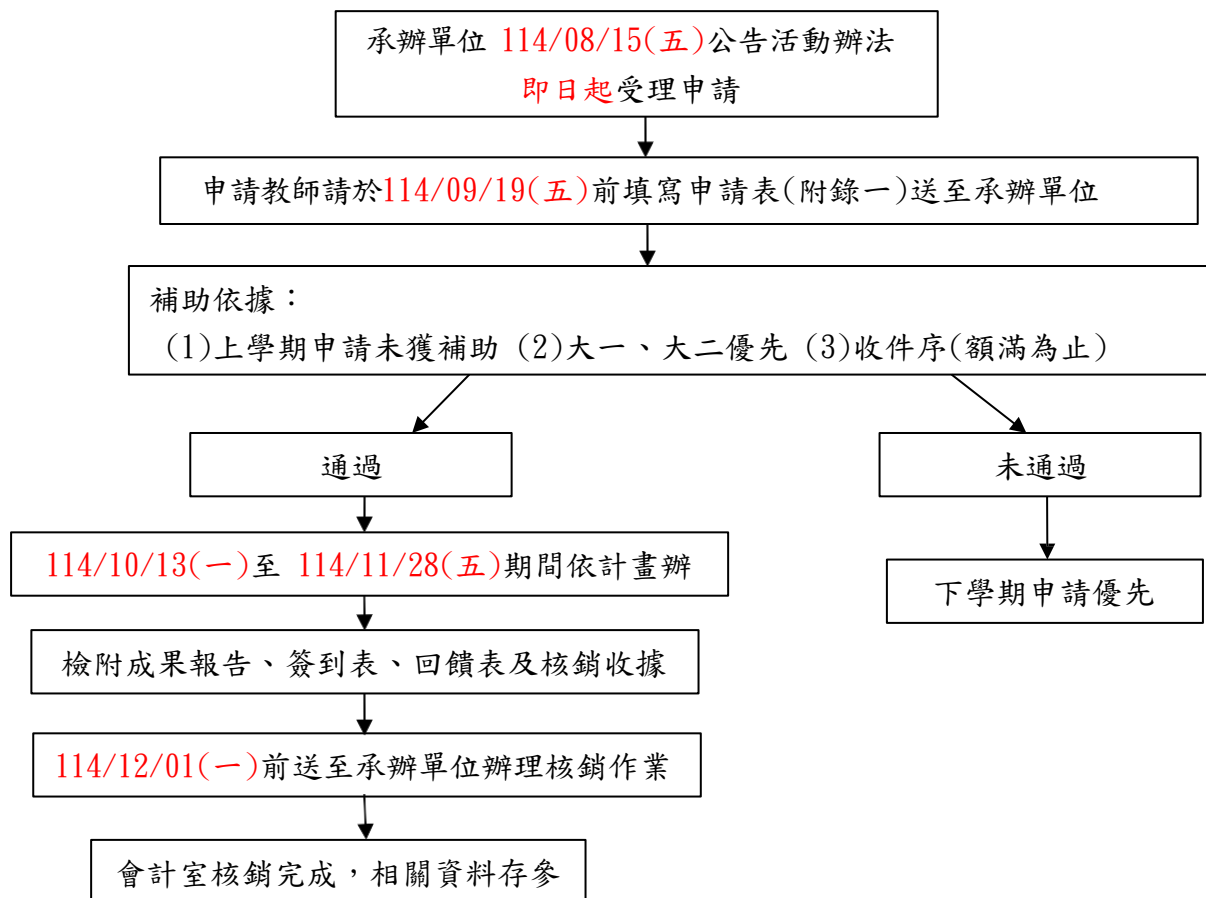 承辦單位 114/08/15(五)公告活動辦法
即日起受理申請
申請教師請於114/09/19(五)前填寫申請表(附錄一)送至承辦單位
補助依據：
(1)上學期申請未獲補助 (2)大一、大二優先 (3)收件序(額滿為止)
通過
未通過
114/10/13(一)至 114/11/28(五)期間依計畫辦
下學期申請優先
檢附成果報告、簽到表、回饋表及核銷收據
114/12/01(一)前送至承辦單位辦理核銷作業
會計室核銷完成，相關資料存參